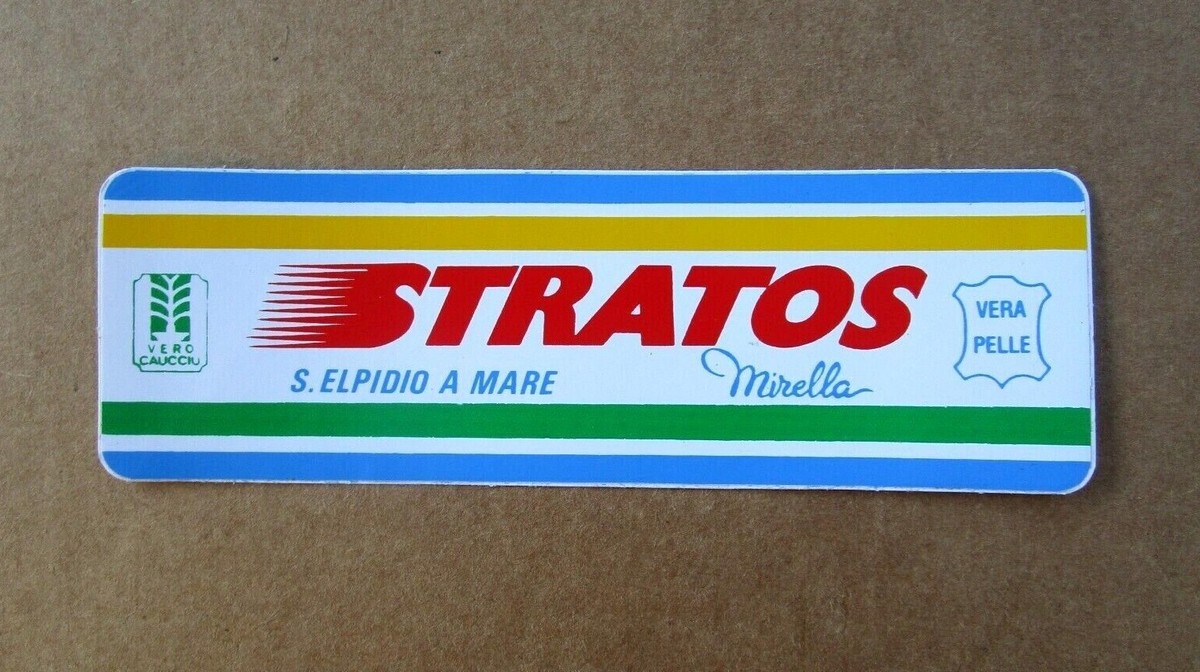 STRATOS
VERO
CAUCCIU
S. ELPIDIO A MARE
Mirella
VERA
PELLE